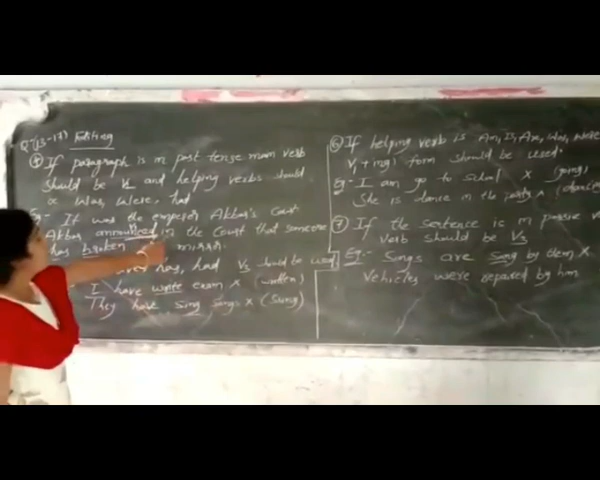 Q-(13-17) Editing
④ If paragraph is in past tense main verb
should be V2 and helping verbs should
Was, Were, had
Eg:- It was the emperor Akbar's Court
Akbar announced in the Court that someone
has broken mirror.
has, had V3 should be used
I have write exam × (written)
They have sing songs × (Sung)
⑥ If helping verb is Am, Is, Are, Was, Were
V1 + ing) form should be used.
Eg:- I am go to School × (going)
She is dance in the party × (dancing
⑦ If the sentence is in passive
verb should be V3
Eg:- Songs are song by them ×
Vehicles were repaired by him